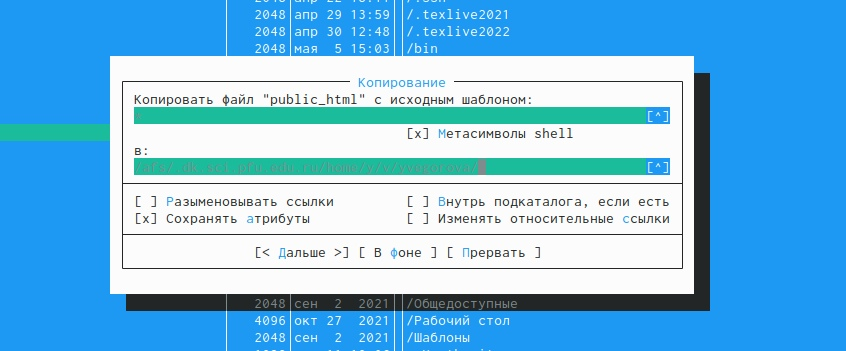 2048 апр 29 13:59 /.texlive2021
2048 апр 30 12:48 /.texlive2022
2048 мая 5 15:03 /bin
Копирование
Копировать файл "public_html" с исходным шаблоном:
[^]
[x] Метасимволы shell
в:
[^]
[ ] Разыменовывать ссылки [ ] Внутрь подкаталога, если есть
[x] Сохранять атрибуты [ ] Изменять относительные ссылки
[< Дальше >] [ В фоне ] [ Прервать ]
2048 сен 2 2021 /Общедоступные
4096 окт 27 2021 /Рабочий стол
2048 сен 2 2021 /Шаблоны